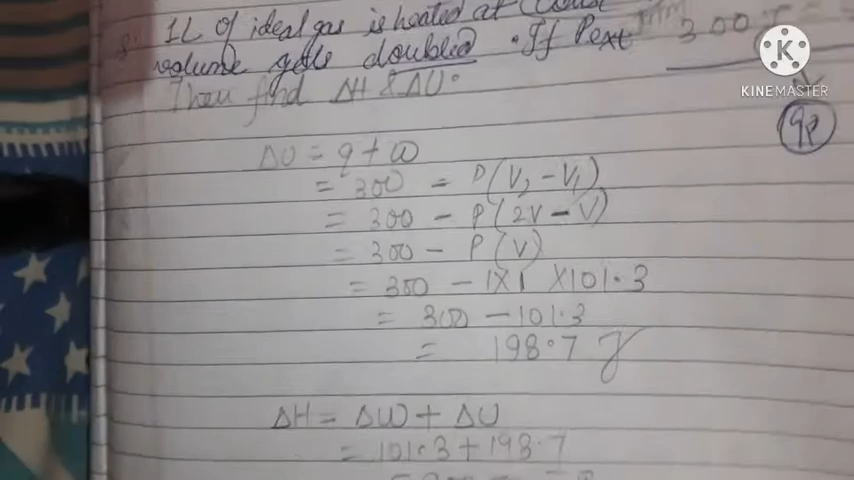 1L of ideal gas is heated at
volume gets doubled. If Pext 300 J
Then find ΔH & ΔU.
K
KINEMASTER
qp
ΔU = q + w
= 300 - P(V2 - V1)
= 300 - P(2V - V)
= 300 - P(V)
= 300 - 1×1×101.3
= 300 - 101.3
= 198.7 J
ΔH = ΔW + ΔU
= 101.3 + 198.7